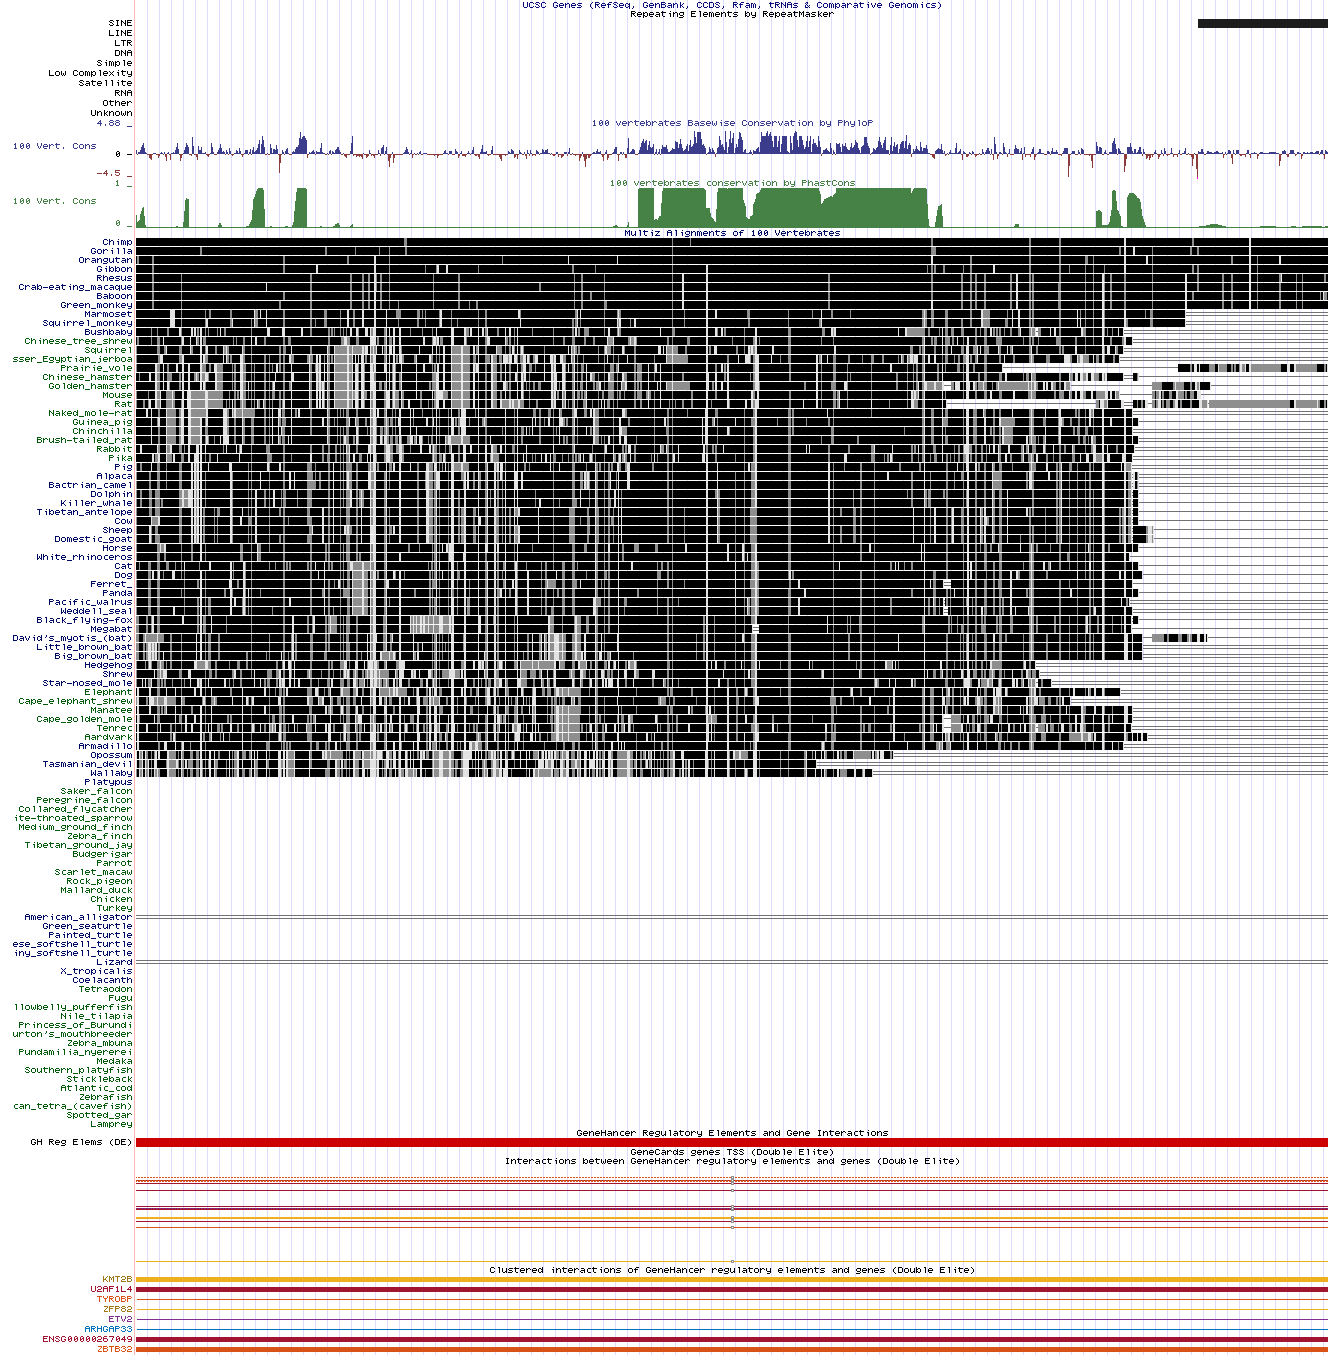 UCSC Genes (RefSeq, GenBank, CCDS, Rfam, tRNAs & Comparative Genomics)
Repeating Elements by RepeatMasker
SINE
LINE
LTR
DNA
Simple
Low Complexity
Satellite
RNA
Other
Unknown
4.88 _
100 vertebrates Basewise Conservation by PhyloP
100 Vert. Cons
0 _
-4.5 _
1 _
100 vertebrates conservation by PhastCons
100 Vert. Cons
0 _
Multiz Alignments of 100 Vertebrates
Chimp
Gorilla
Orangutan
Gibbon
Rhesus
Crab-eating_macaque
Baboon
Green_monkey
Marmoset
Squirrel_monkey
Bushbaby
Chinese_tree_shrew
Squirrel
sser_Egyptian_jerboa
Prairie_vole
Chinese_hamster
Golden_hamster
Mouse
Rat
Naked_mole-rat
Guinea_pig
Chinchilla
Brush-tailed_rat
Rabbit
Pika
Pig
Alpaca
Bactrian_camel
Dolphin
Killer_whale
Tibetan_antelope
Cow
Sheep
Domestic_goat
Horse
White_rhinoceros
Cat
Dog
Ferret_
Panda
Pacific_walrus
Weddell_seal
Black_flying-fox
Megabat
David's_myotis_(bat)
Little_brown_bat
Big_brown_bat
Hedgehog
Shrew
Star-nosed_mole
Elephant
Cape_elephant_shrew
Manatee
Cape_golden_mole
Tenrec
Aardvark
Armadillo
Opossum
Tasmanian_devil
Wallaby
Platypus
Saker_falcon
Peregrine_falcon
Collared_flycatcher
ite-throated_sparrow
Medium_ground_finch
Zebra_finch
Tibetan_ground_jay
Budgerigar
Parrot
Scarlet_macaw
Rock_pigeon
Mallard_duck
Chicken
Turkey
American_alligator
Green_seaturtle
Painted_turtle
ese_softshell_turtle
iny_softshell_turtle
Lizard
X_tropicalis
Coelacanth
Tetraodon
Fugu
llowbelly_pufferfish
Nile_tilapia
Princess_of_Burundi
urton's_mouthbreeder
Zebra_mbuna
Pundamilia_nyererei
Medaka
Southern_platyfish
Stickleback
Atlantic_cod
Zebrafish
can_tetra_(cavefish)
Spotted_gar
Lamprey
GeneHancer Regulatory Elements and Gene Interactions
GH Reg Elems (DE)
GeneCards genes TSS (Double Elite)
Interactions between GeneHancer regulatory elements and genes (Double Elite)
Clustered interactions of GeneHancer regulatory elements and genes (Double Elite)
KMT2B
U2AF1L4
TYROBP
ZFP82
ETV2
ARHGAP33
ENSG00000267049
ZBTB32